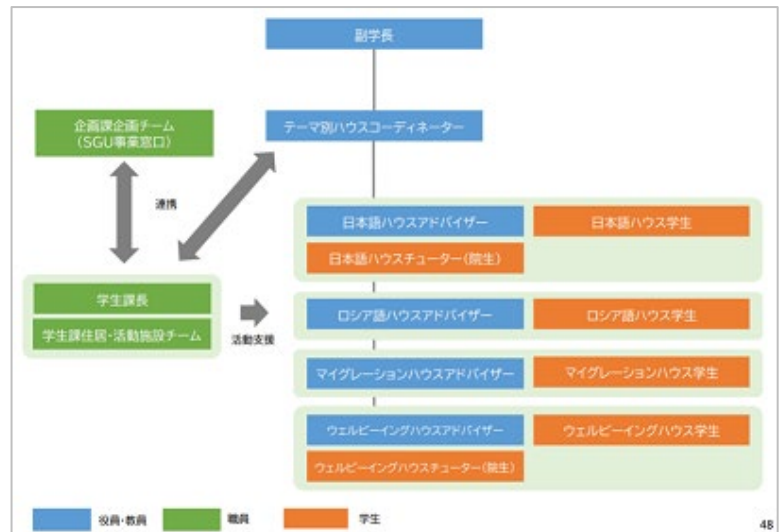 副学長
企画課企画チーム
(SGU事業窓口)
テーマ別ハウスコーディネーター
連携
日本語ハウスアドバイザー
日本語ハウス学生
日本語ハウスチューター(院生)
学生課長
学生課住居・活動施設チーム
活動支援
ロシア語ハウスアドバイザー
ロシア語ハウス学生
マイグレーションハウスアドバイザー
マイグレーションハウス学生
ウェルビーイングハウスアドバイザー
ウェルビーイングハウス学生
ウェルビーイングハウスチューター(院生)
役員・教員
職員
学生
48